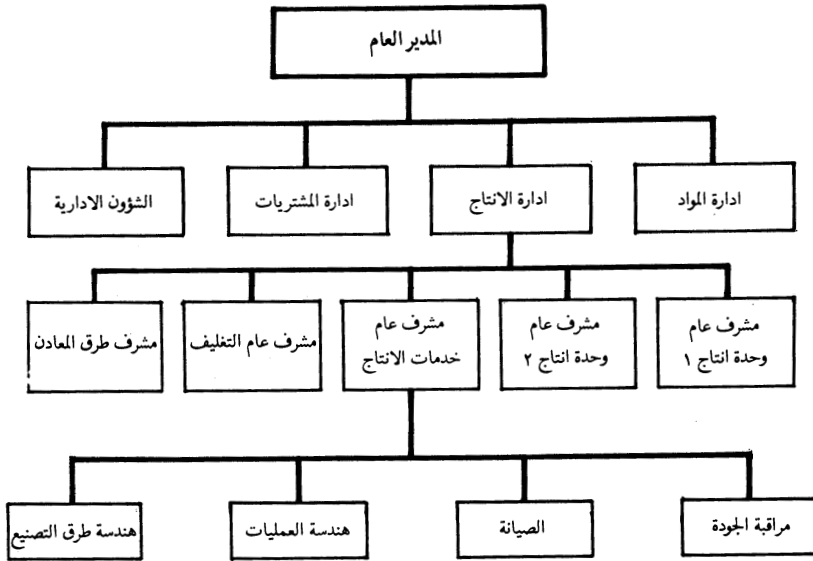 المدير العام
ادارة المواد
ادارة الانتاج
ادارة المشتريات
الشؤون الادارية
مشرف عام
وحدة انتاج ١
مشرف عام
وحدة انتاج ٢
مشرف عام
خدمات الانتاج
مشرف عام التغليف
مشرف طرق المعادن
مراقبة الجودة
الصيانة
هندسة العمليات
هندسة طرق التصنيع